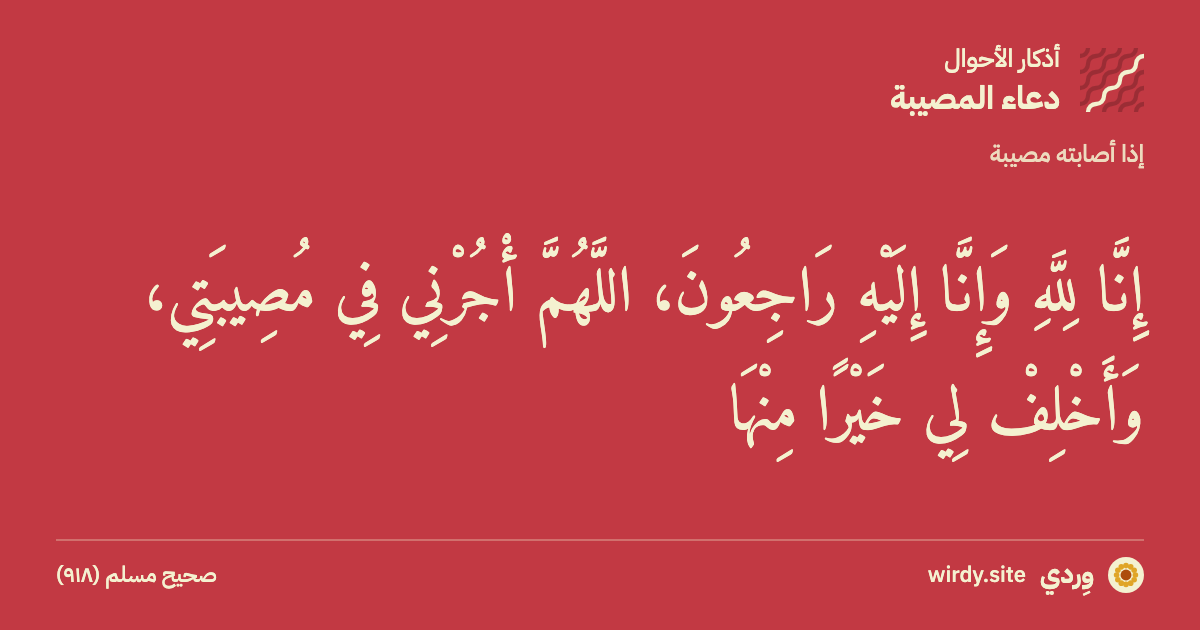 أذكار الأحوال
دعاء المصيبة
إذا أصابته مصيبة
إِنَّا لِلَّهِ وَإِنَّا إِلَيْهِ رَاجِعُونَ، اللَّهُمَّ أْجُرْنِي فِي مُصِيبَتِي،
وَأَخْلِفْ لِي خَيْرًا مِنْهَا
وِردي wirdy.site
صحيح مسلم (٩١٨)